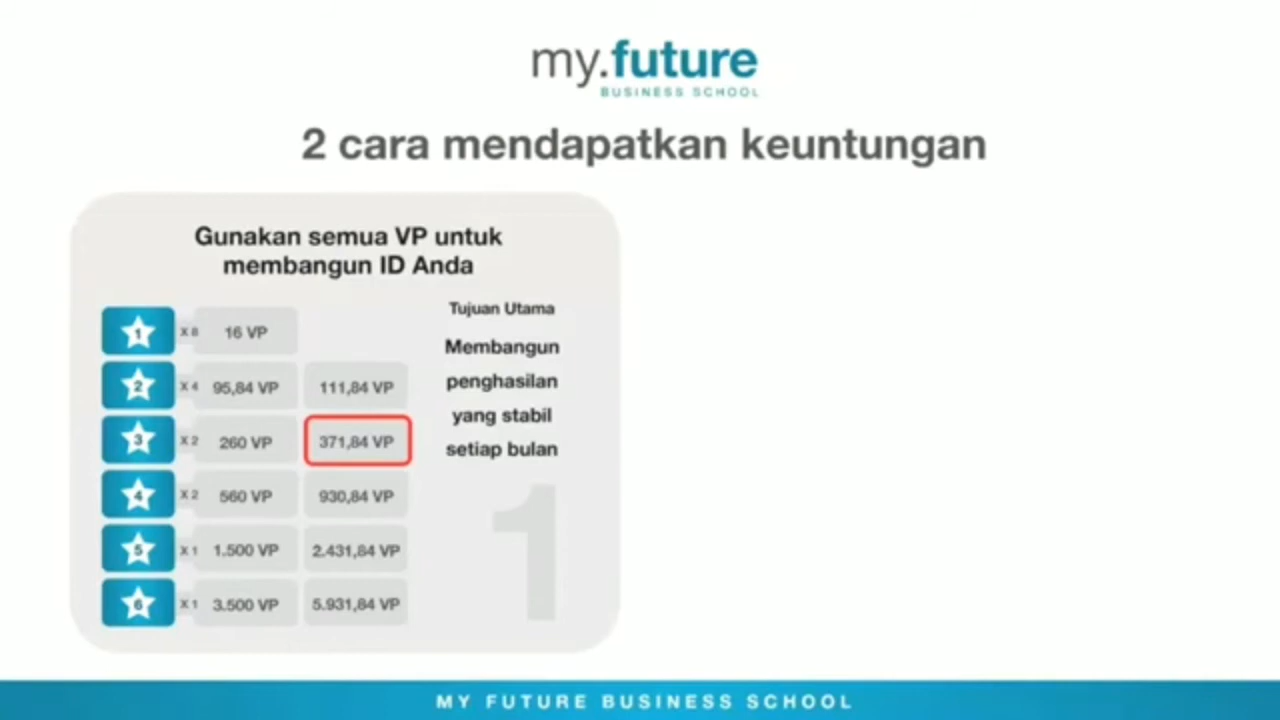 my.future
BUSINESS SCHOOL
2 cara mendapatkan keuntungan
Gunakan semua VP untuk
membangun ID Anda
1 X 8 16 VP
2 X 4 95,84 VP 111,84 VP
3 X 2 260 VP 371,84 VP
4 X 2 560 VP 930,84 VP
5 X 1 1.500 VP 2.431,84 VP
6 X 1 3.500 VP 5.931,84 VP
Tujuan Utama
Membangun
penghasilan
yang stabil
setiap bulan
1
MY FUTURE BUSINESS SCHOOL